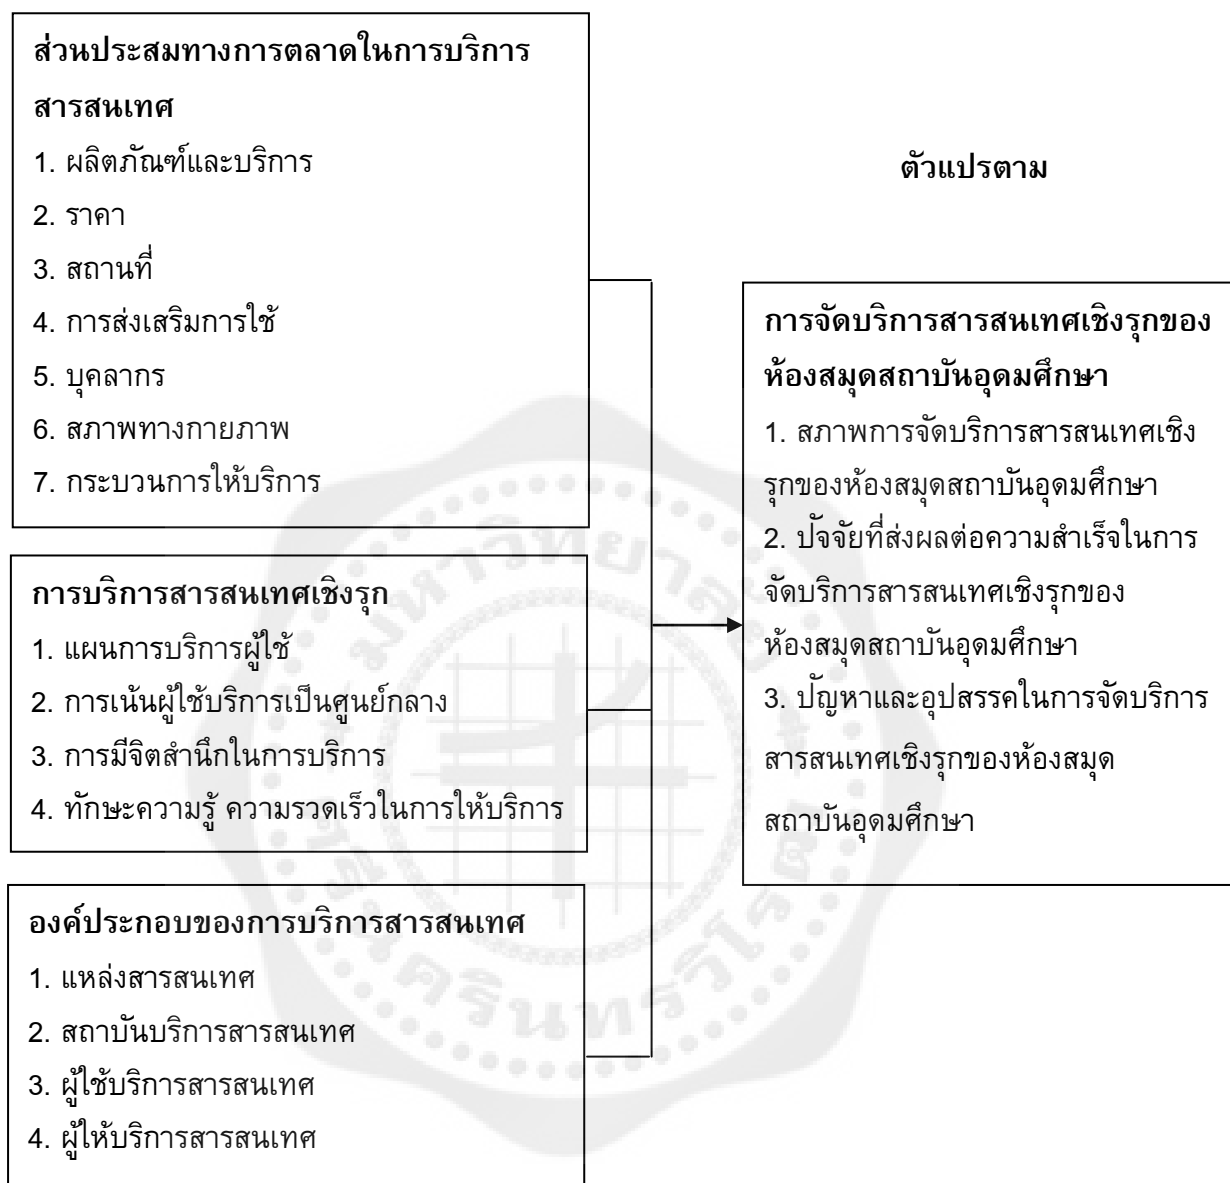 ส่วนประสมทางการตลาดในการบริการ
สารสนเทศ
1. ผลิตภัณฑ์และบริการ
2. ราคา
3. สถานที่
4. การส่งเสริมการใช้
5. บุคลากร
6. สภาพทางกายภาพ
7. กระบวนการให้บริการ
การบริการสารสนเทศเชิงรุก
1. แผนการบริการผู้ใช้
2. การเน้นผู้ใช้บริการเป็นศูนย์กลาง
3. การมีจิตสำนึกในการบริการ
4. ทักษะความรู้ ความรวดเร็วในการให้บริการ
องค์ประกอบของการบริการสารสนเทศ
1. แหล่งสารสนเทศ
2. สถาบันบริการสารสนเทศ
3. ผู้ใช้บริการสารสนเทศ
4. ผู้ให้บริการสารสนเทศ
ตัวแปรตาม
การจัดบริการสารสนเทศเชิงรุกของ
ห้องสมุดสถาบันอุดมศึกษา
1. สภาพการจัดบริการสารสนเทศเชิง
รุกของห้องสมุดสถาบันอุดมศึกษา
2. ปัจจัยที่ส่งผลต่อความสำเร็จในการ
จัดบริการสารสนเทศเชิงรุกของ
ห้องสมุดสถาบันอุดมศึกษา
3. ปัญหาและอุปสรรคในการจัดบริการ
สารสนเทศเชิงรุกของห้องสมุด
สถาบันอุดมศึกษา
มหาวิทยาลัย
ศรีนครินทรวิโรฒ